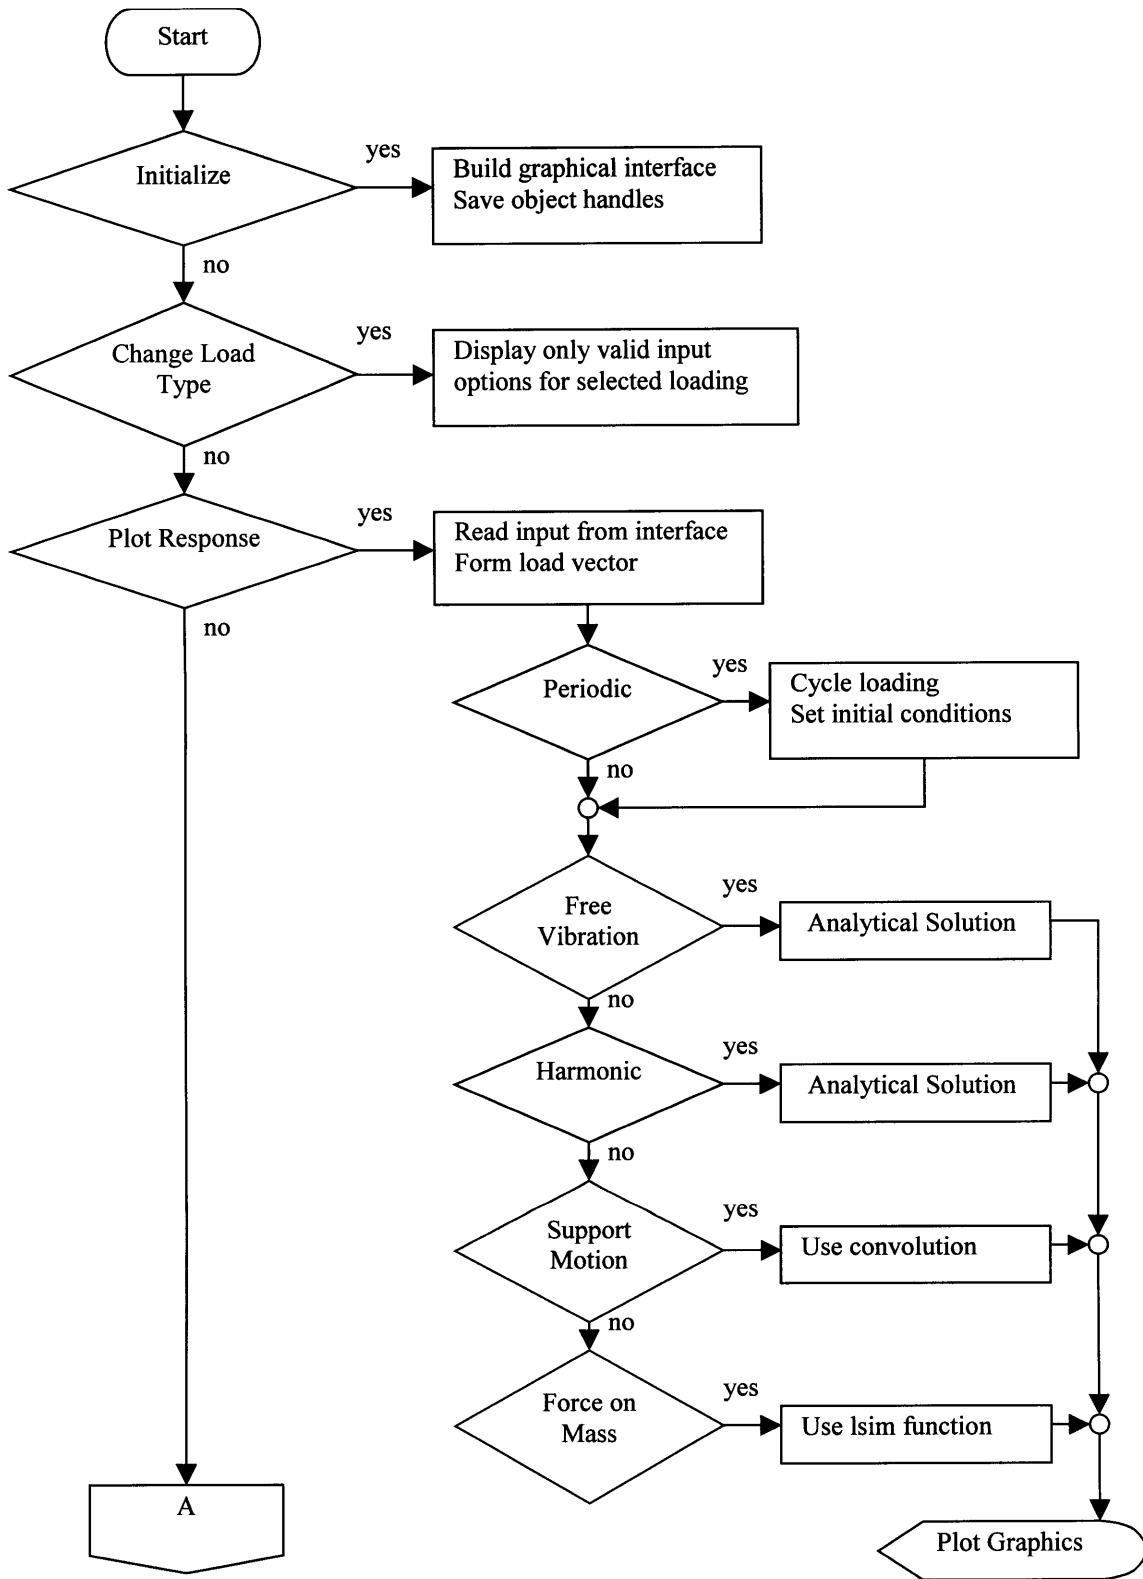 Start
Initialize
yes
Build graphical interface
Save object handles
no
Change Load
Type
yes
Display only valid input
options for selected loading
no
Plot Response
yes
Read input from interface
Form load vector
no
Periodic
yes
Cycle loading
Set initial conditions
no
Free
Vibration
yes
Analytical Solution
no
Harmonic
yes
Analytical Solution
no
Support
Motion
yes
Use convolution
no
Force on
Mass
yes
Use lsim function
A
Plot Graphics